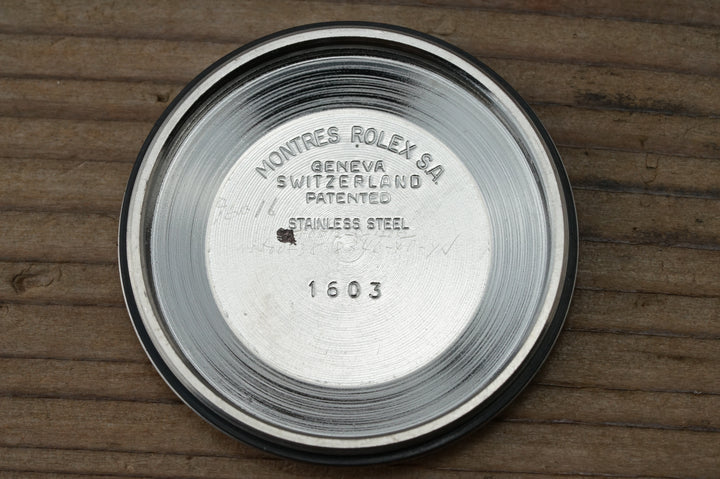 MONTRES ROLEX S.A.
GENEVA
SWITZERLAND
PATENTED
STAINLESS STEEL
1603